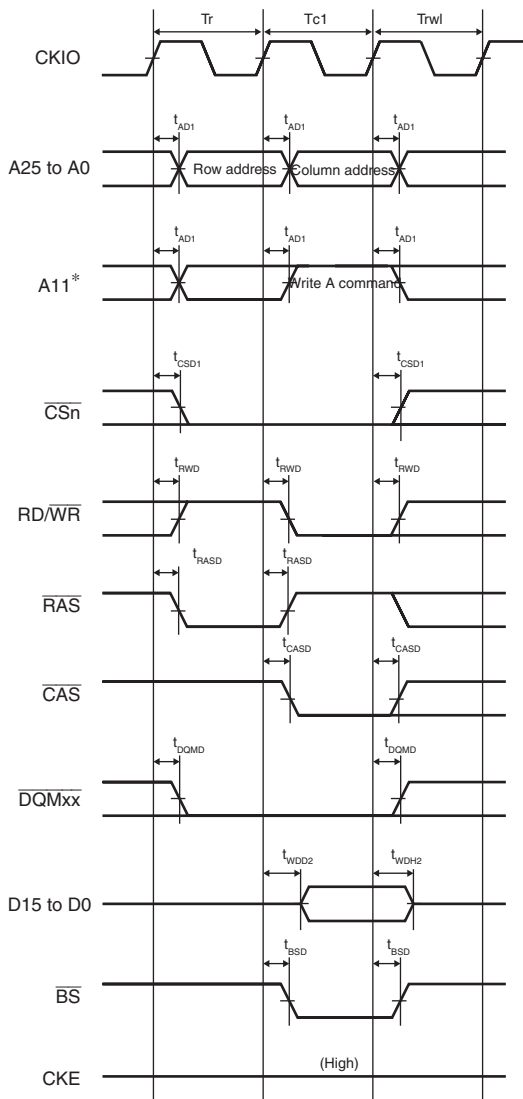 Tr Tc1 Trwl
CKIO
tAD1 tAD1 tAD1
A25 to A0 Row address Column address
tAD1 tAD1 tAD1
A11* Write A command
tCSD1 tCSD1
CSn
tRWD tRWD tRWD
RD/WR
tRASD tRASD
RAS
tCASD tCASD
CAS
tDQMD tDQMD
DQMxx
tWDD2 tWDH2
D15 to D0
tBSD tBSD
BS
(High)
CKE